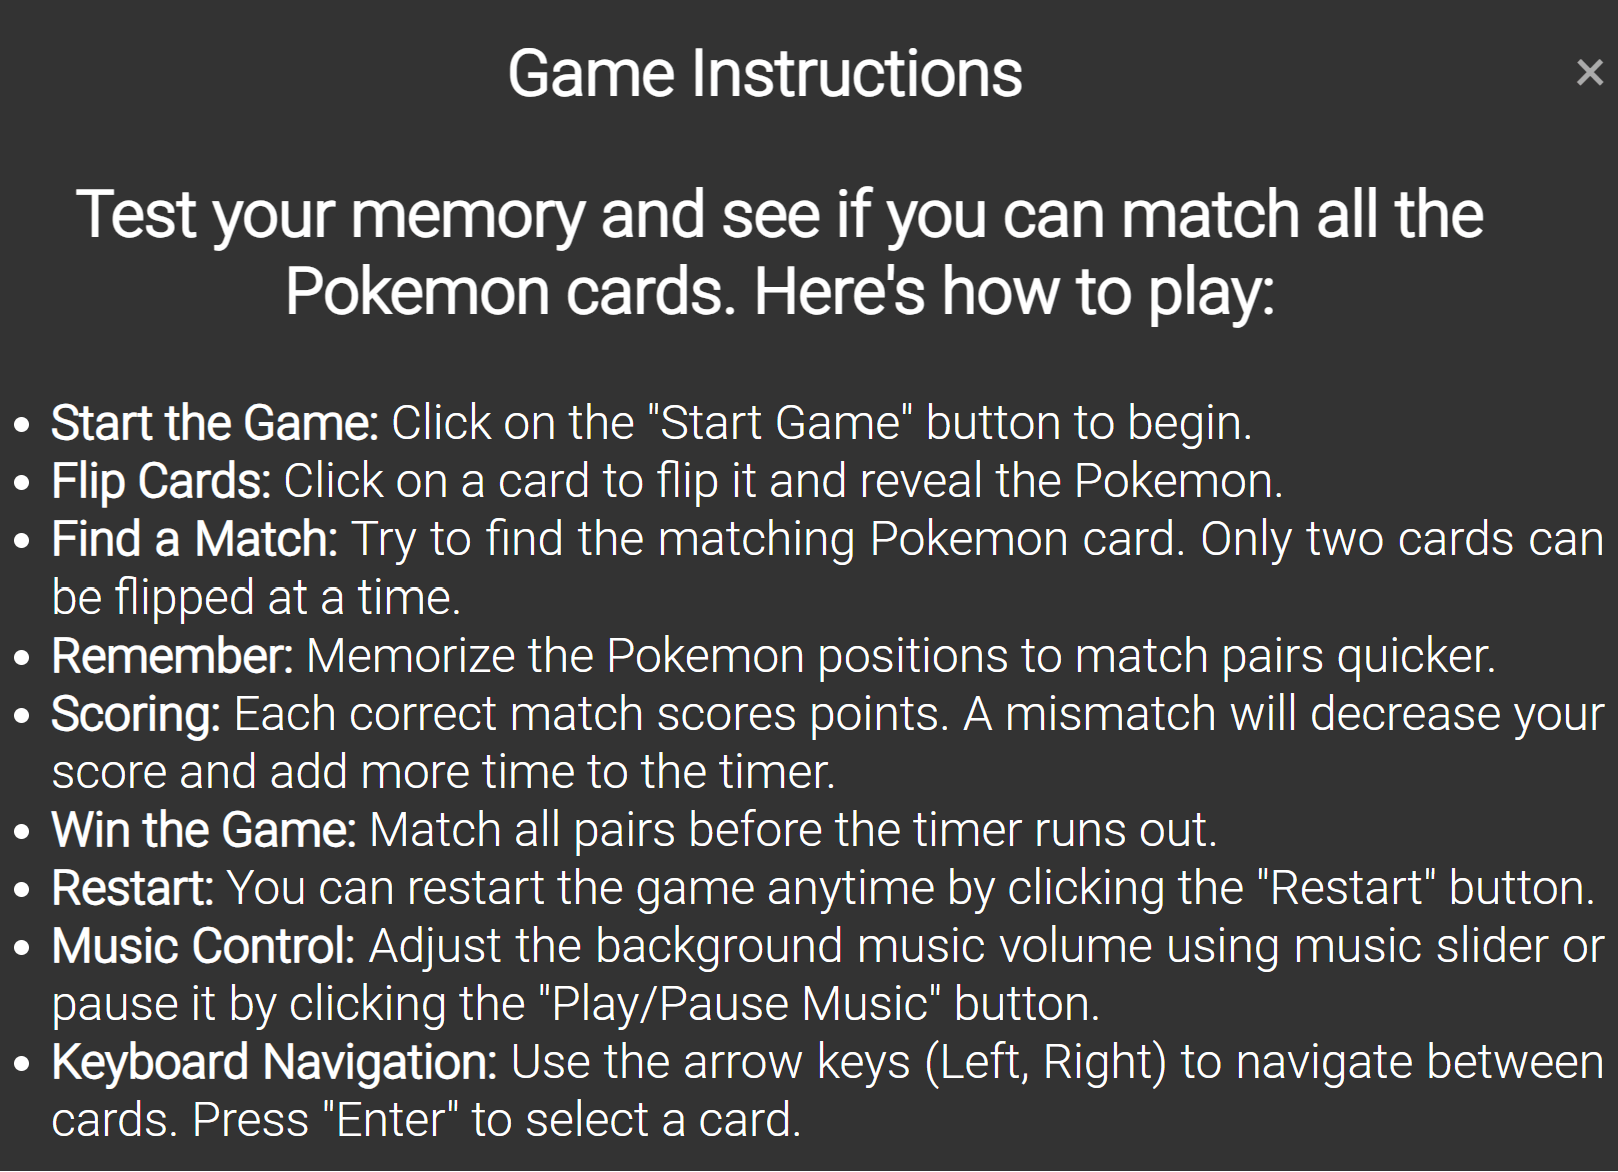 Game Instructions
×
Test your memory and see if you can match all the
Pokemon cards. Here's how to play:
• Start the Game: Click on the "Start Game" button to begin.
• Flip Cards: Click on a card to flip it and reveal the Pokemon.
• Find a Match: Try to find the matching Pokemon card. Only two cards can
be flipped at a time.
• Remember: Memorize the Pokemon positions to match pairs quicker.
• Scoring: Each correct match scores points. A mismatch will decrease your
score and add more time to the timer.
• Win the Game: Match all pairs before the timer runs out.
• Restart: You can restart the game anytime by clicking the "Restart" button.
• Music Control: Adjust the background music volume using music slider or
pause it by clicking the "Play/Pause Music" button.
• Keyboard Navigation: Use the arrow keys (Left, Right) to navigate between
cards. Press "Enter" to select a card.